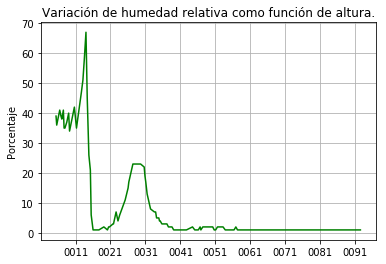 Variación de humedad relativa como función de altura.
Porcentaje
70
60
50
40
30
20
10
0
0011 0021 0031 0041 0051 0061 0071 0081 0091